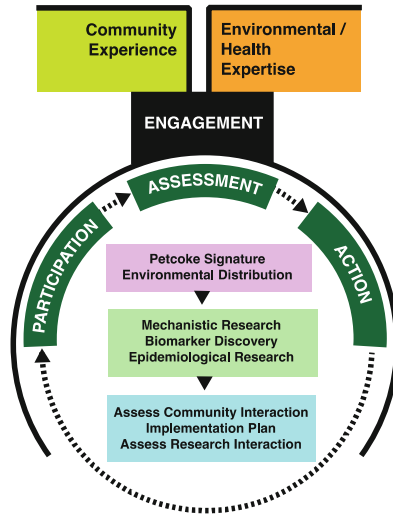 Community
Experience
Environmental /
Health
Expertise
ENGAGEMENT
ASSESSMENT
PARTICIPATION
ACTION
Petcoke Signature
Environmental Distribution
Mechanistic Research
Biomarker Discovery
Epidemiological Research
Assess Community Interaction
Implementation Plan
Assess Research Interaction